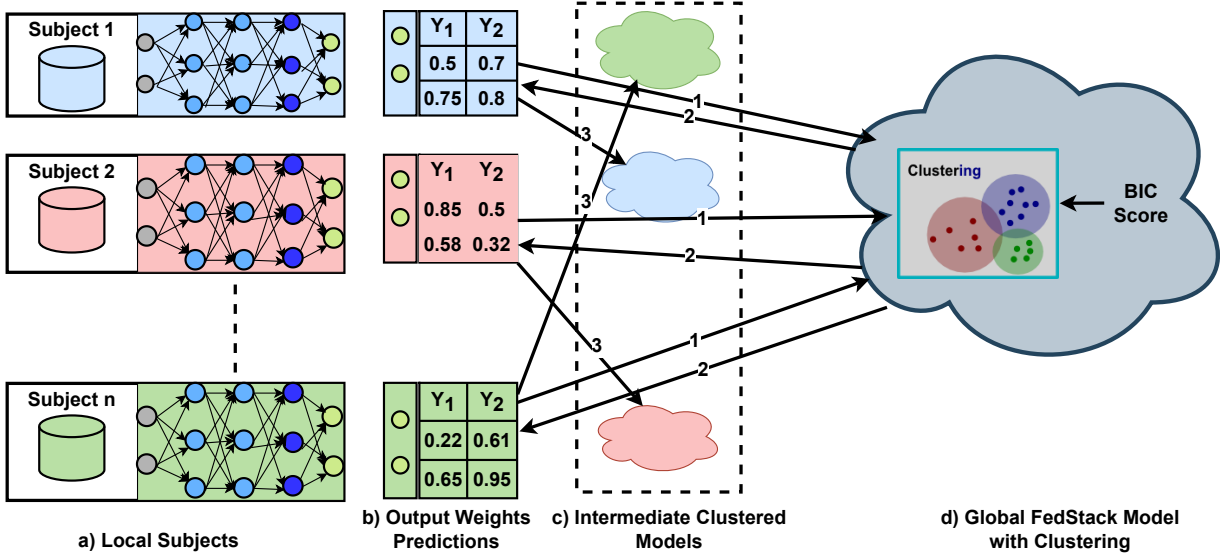 Subject 1
Y1 Y2
0.5 0.7
0.75 0.8
1
2
3
Subject 2
Y1 Y2
0.85 0.5
0.58 0.32
3
1
2
3
Clustering
BIC
Score
Subject n
Y1 Y2
0.22 0.61
0.65 0.95
1
2
a) Local Subjects
b) Output Weights
Predictions
c) Intermediate Clustered
Models
d) Global FedStack Model
with Clustering